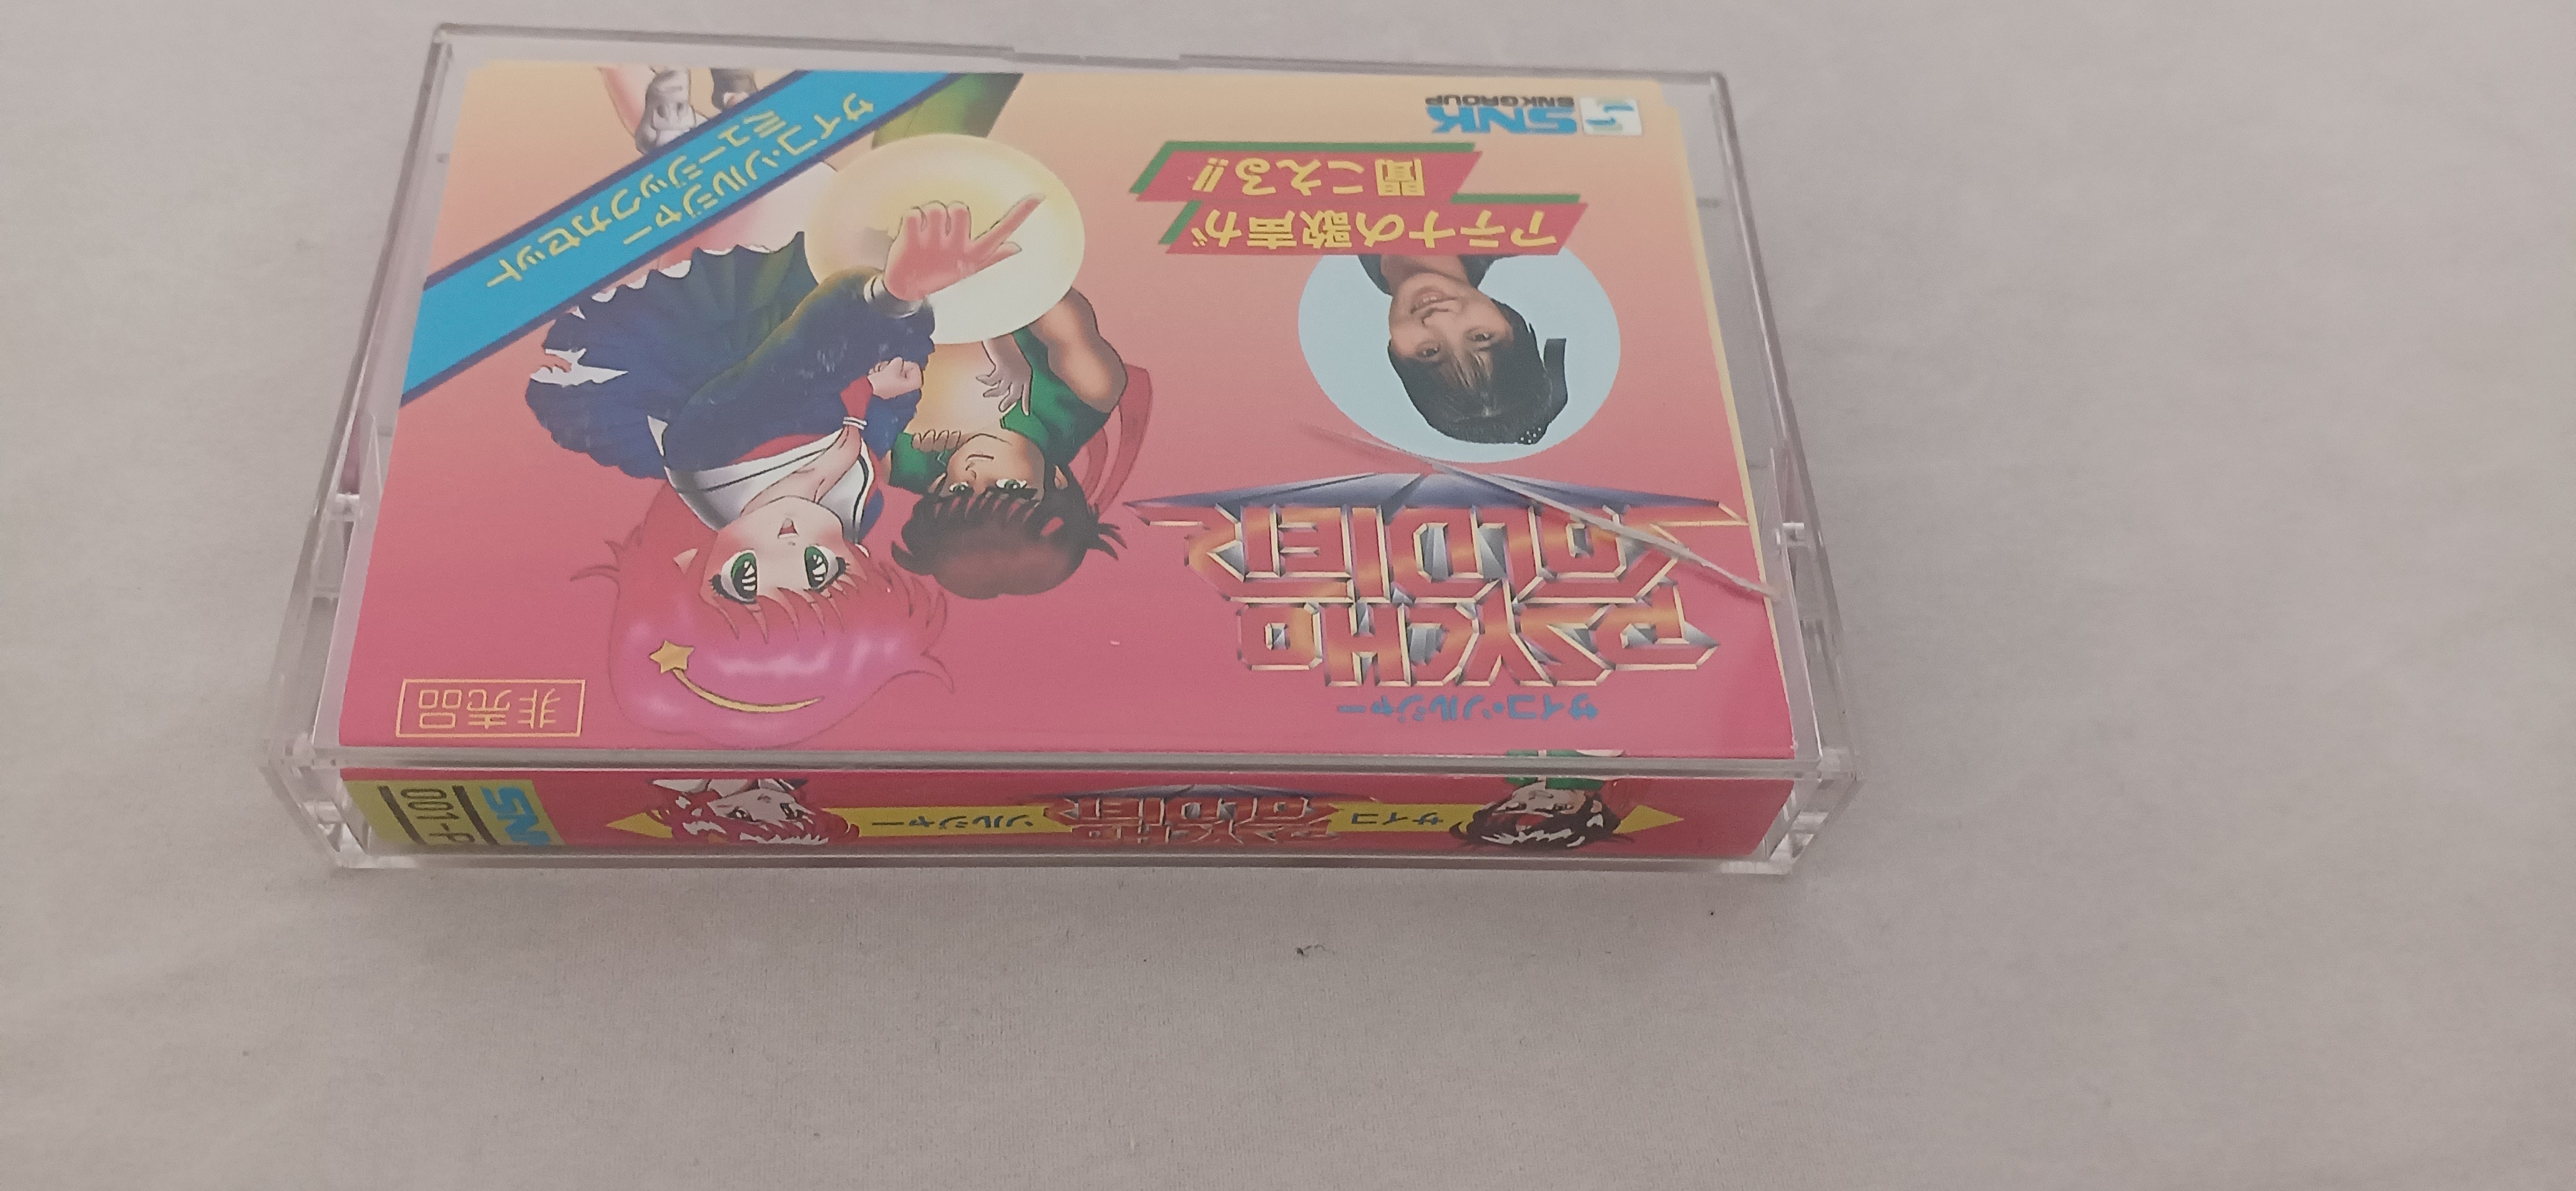 サイコ・ソルジャー
PSYCHO
SOLDIER
アテナの歌声が
聞こえる!!
SNK
SNK GROUP
非売品
サイコ・ソルジャー
ミュージックカセット
サイコ
PSYCHO
SOLDIER
ソルジャー
SNK
001-P